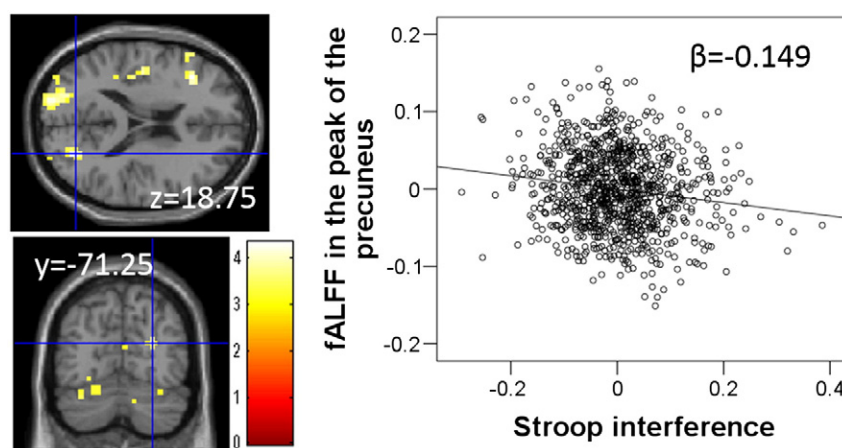 z=18.75
y=-71.25
4
3
2
1
0
fALFF in the peak of the
precuneus
0.2
0.1
0
-0.1
-0.2
β=-0.149
-0.2
0
0.2
0.4
Stroop interference